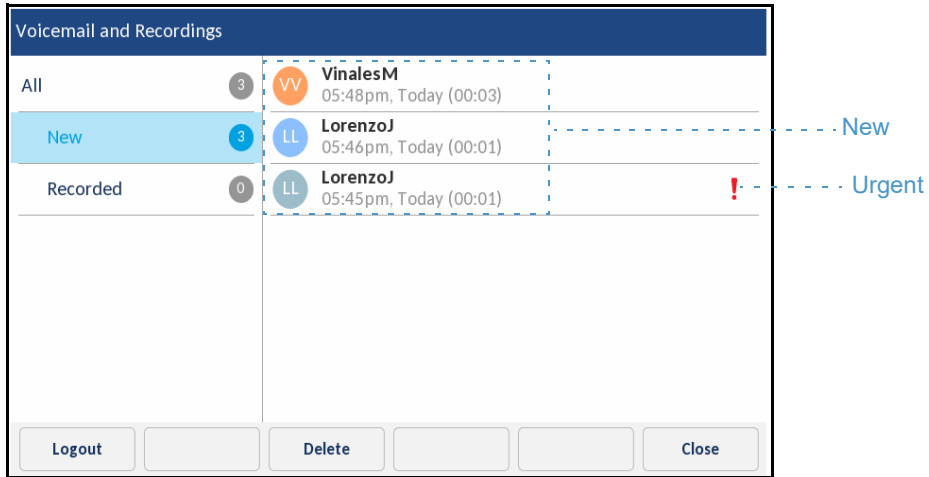 Voicemail and Recordings
All 3
New 3
Recorded 0
VV VinalesM
05:48pm, Today (00:03)
LL LorenzoJ
05:46pm, Today (00:01)
LL LorenzoJ
05:45pm, Today (00:01)
!
New
Urgent
Logout Delete Close